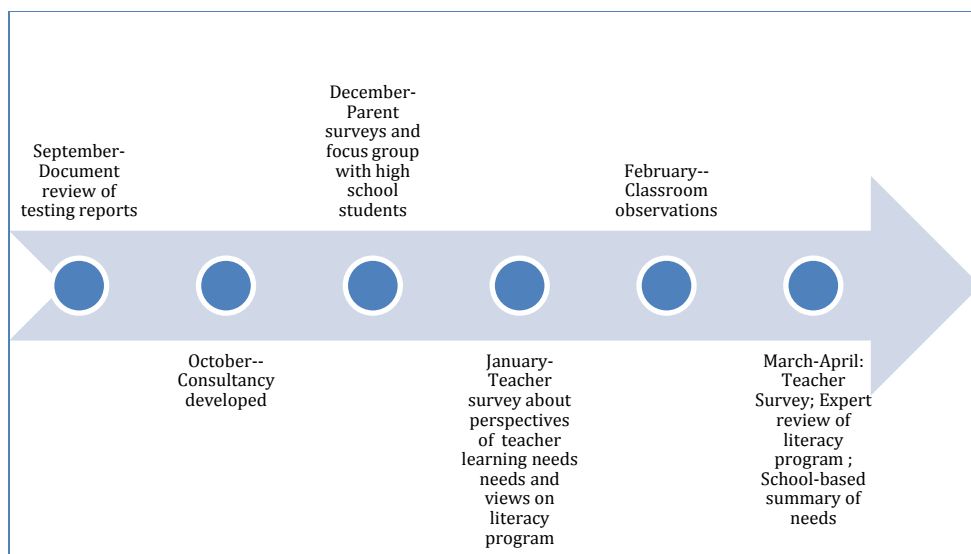 September-
Document
review of
testing reports
October--
Consultancy
developed
December-
Parent
surveys and
focus group
with high
school
students
January-
Teacher
survey about
perspectives
of teacher
learning needs
needs and
views on
literacy
program
February--
Classroom
observations
March-April:
Teacher
Survey; Expert
review of
literacy
program ;
School-based
summary of
needs